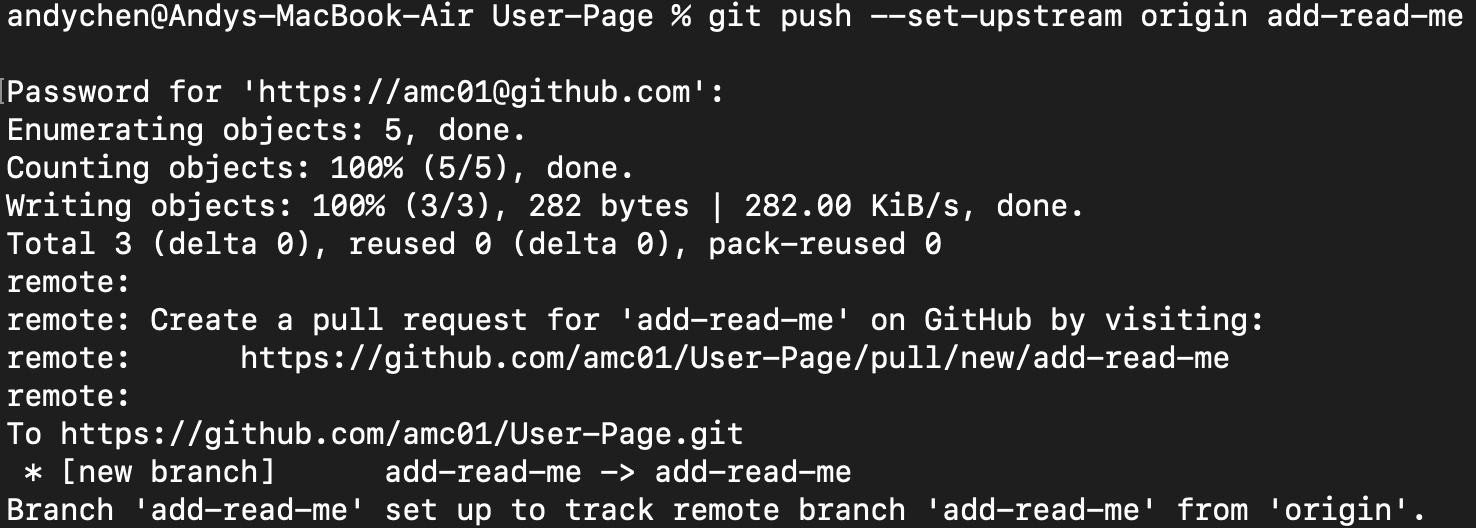 andychen@Andys-MacBook-Air User-Page % git push --set-upstream origin add-read-me
Password for 'https://amc01@github.com':
Enumerating objects: 5, done.
Counting objects: 100% (5/5), done.
Writing objects: 100% (3/3), 282 bytes | 282.00 KiB/s, done.
Total 3 (delta 0), reused 0 (delta 0), pack-reused 0
remote:
remote: Create a pull request for 'add-read-me' on GitHub by visiting:
remote:      https://github.com/amc01/User-Page/pull/new/add-read-me
remote:
To https://github.com/amc01/User-Page.git
 * [new branch]      add-read-me -> add-read-me
Branch 'add-read-me' set up to track remote branch 'add-read-me' from 'origin'.